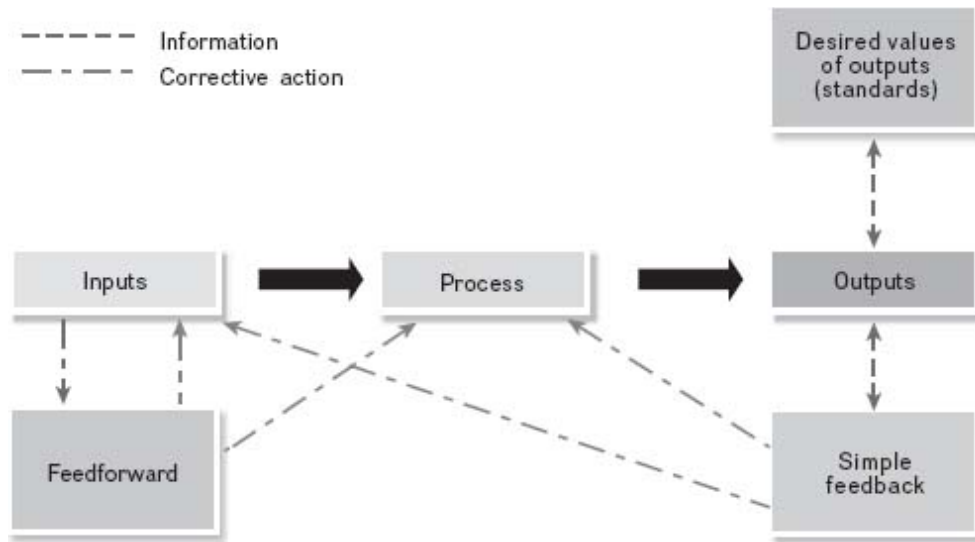 Information
Corrective action
Desired values
of outputs
(standards)
Inputs
Process
Outputs
Feedforward
Simple
feedback